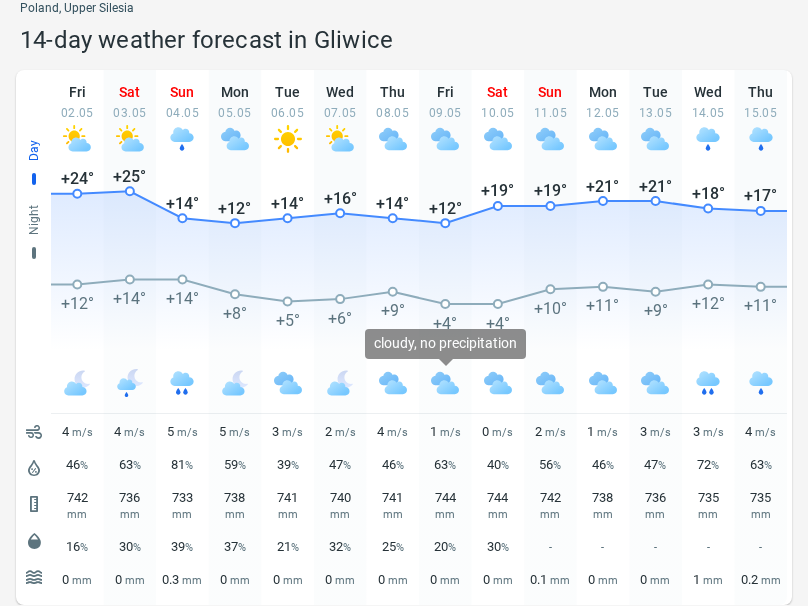 Poland, Upper Silesia
14-day weather forecast in Gliwice
Fri Sat Sun Mon Tue Wed Thu Fri Sat Sun Mon Tue Wed Thu
02.05 03.05 04.05 05.05 06.05 07.05 08.05 09.05 10.05 11.05 12.05 13.05 14.05 15.05
Day
+24° +25° +14° +12° +14° +16° +14° +12° +19° +19° +21° +21° +18° +17°
Night
+12° +14° +14° +8° +5° +6° +9° +4° +4° +10° +11° +9° +12° +11°
cloudy, no precipitation
4 m/s 4 m/s 5 m/s 5 m/s 3 m/s 2 m/s 4 m/s 1 m/s 0 m/s 2 m/s 1 m/s 3 m/s 3 m/s 4 m/s
46% 63% 81% 59% 39% 47% 46% 63% 40% 56% 46% 47% 72% 63%
742 736 733 738 741 740 741 744 744 742 738 736 735 735
mm mm mm mm mm mm mm mm mm mm mm mm mm mm
16% 30% 39% 37% 21% 32% 25% 20% 30% - - - - -
0 mm 0 mm 0.3 mm 0 mm 0 mm 0 mm 0 mm 0 mm 0 mm 0.1 mm 0 mm 0 mm 1 mm 0.2 mm